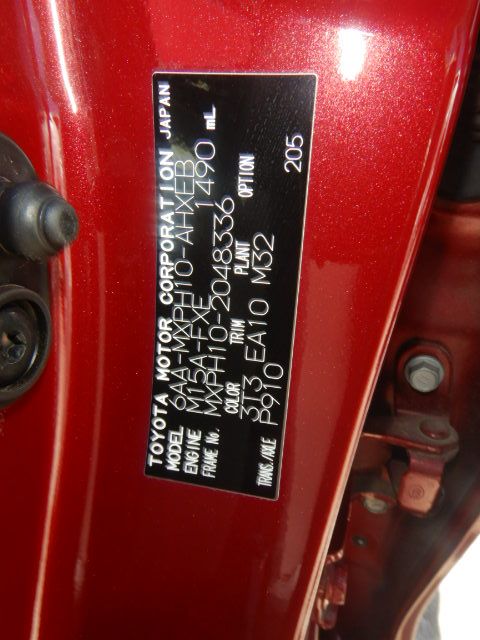 TOYOTA MOTOR CORPORATION JAPAN
MODEL 6AA-MXPH10-AHXEB
ENGINE M15A-FXE 1490 mL
FRAME No. MXPH10-2048336
COLOR TRIM PLANT OPTION
3T3 EA10 M32
TRANS./AXLE P910 205